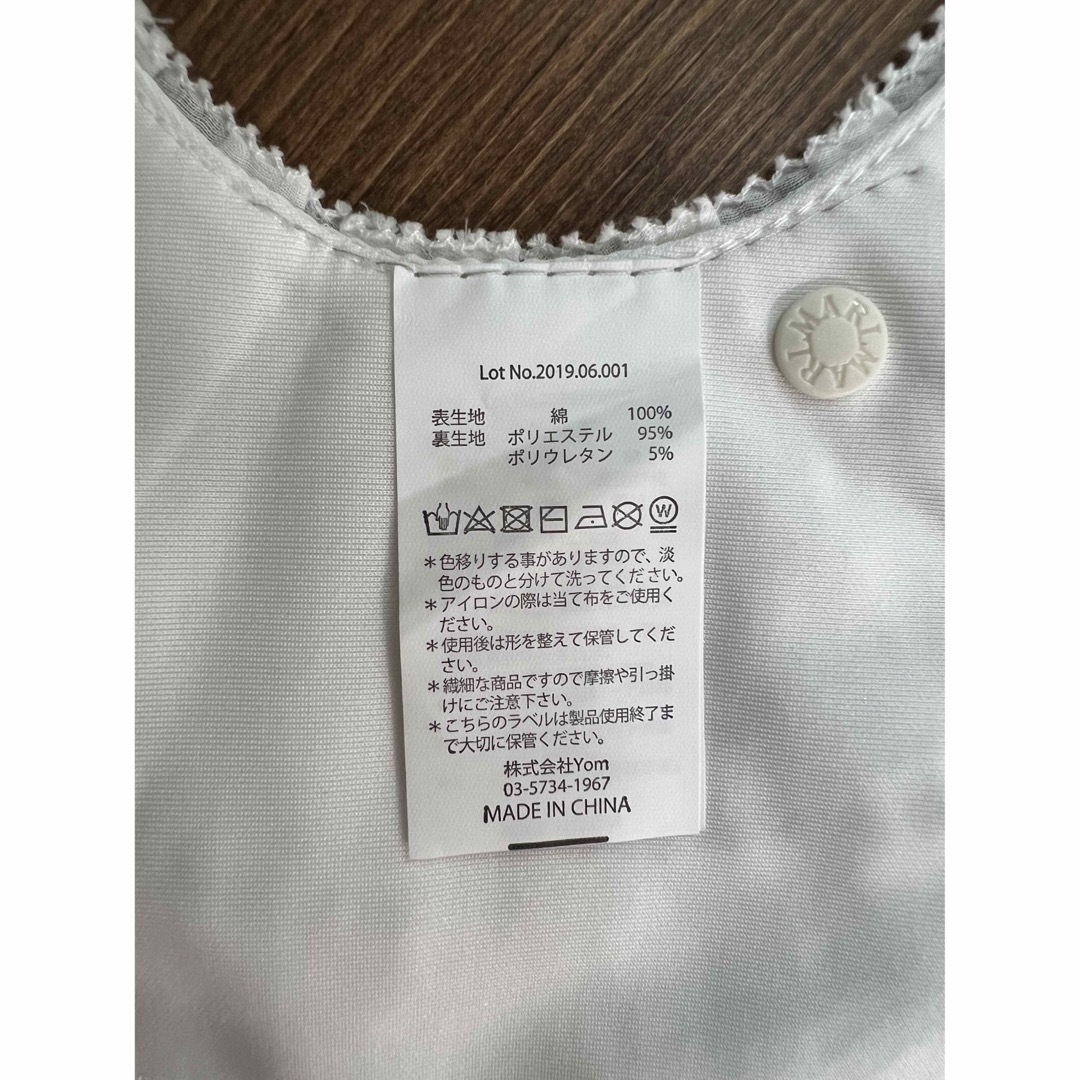 Lot No.2019.06.001
表生地 綿 100%
裏生地 ポリエステル 95%
ポリウレタン 5%
W
*色移りする事がありますので、淡
色のものと分けて洗ってください。
*アイロンの際は当て布をご使用く
ださい。
*使用後は形を整えて保管してくだ
さい。
*繊細な商品ですので摩擦や引っ掛
けにご注意下さい。
*こちらのラベルは製品使用終了ま
で大切に保管ください。
株式会社Yom
03-5734-1967
MADE IN CHINA
MARLMARL